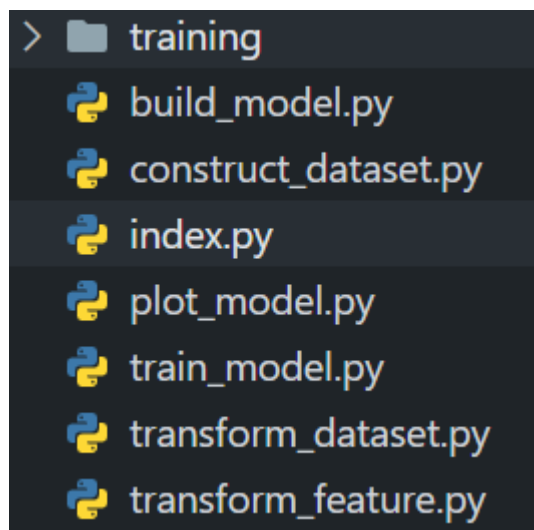 training
build_model.py
construct_dataset.py
index.py
plot_model.py
train_model.py
transform_dataset.py
transform_feature.py